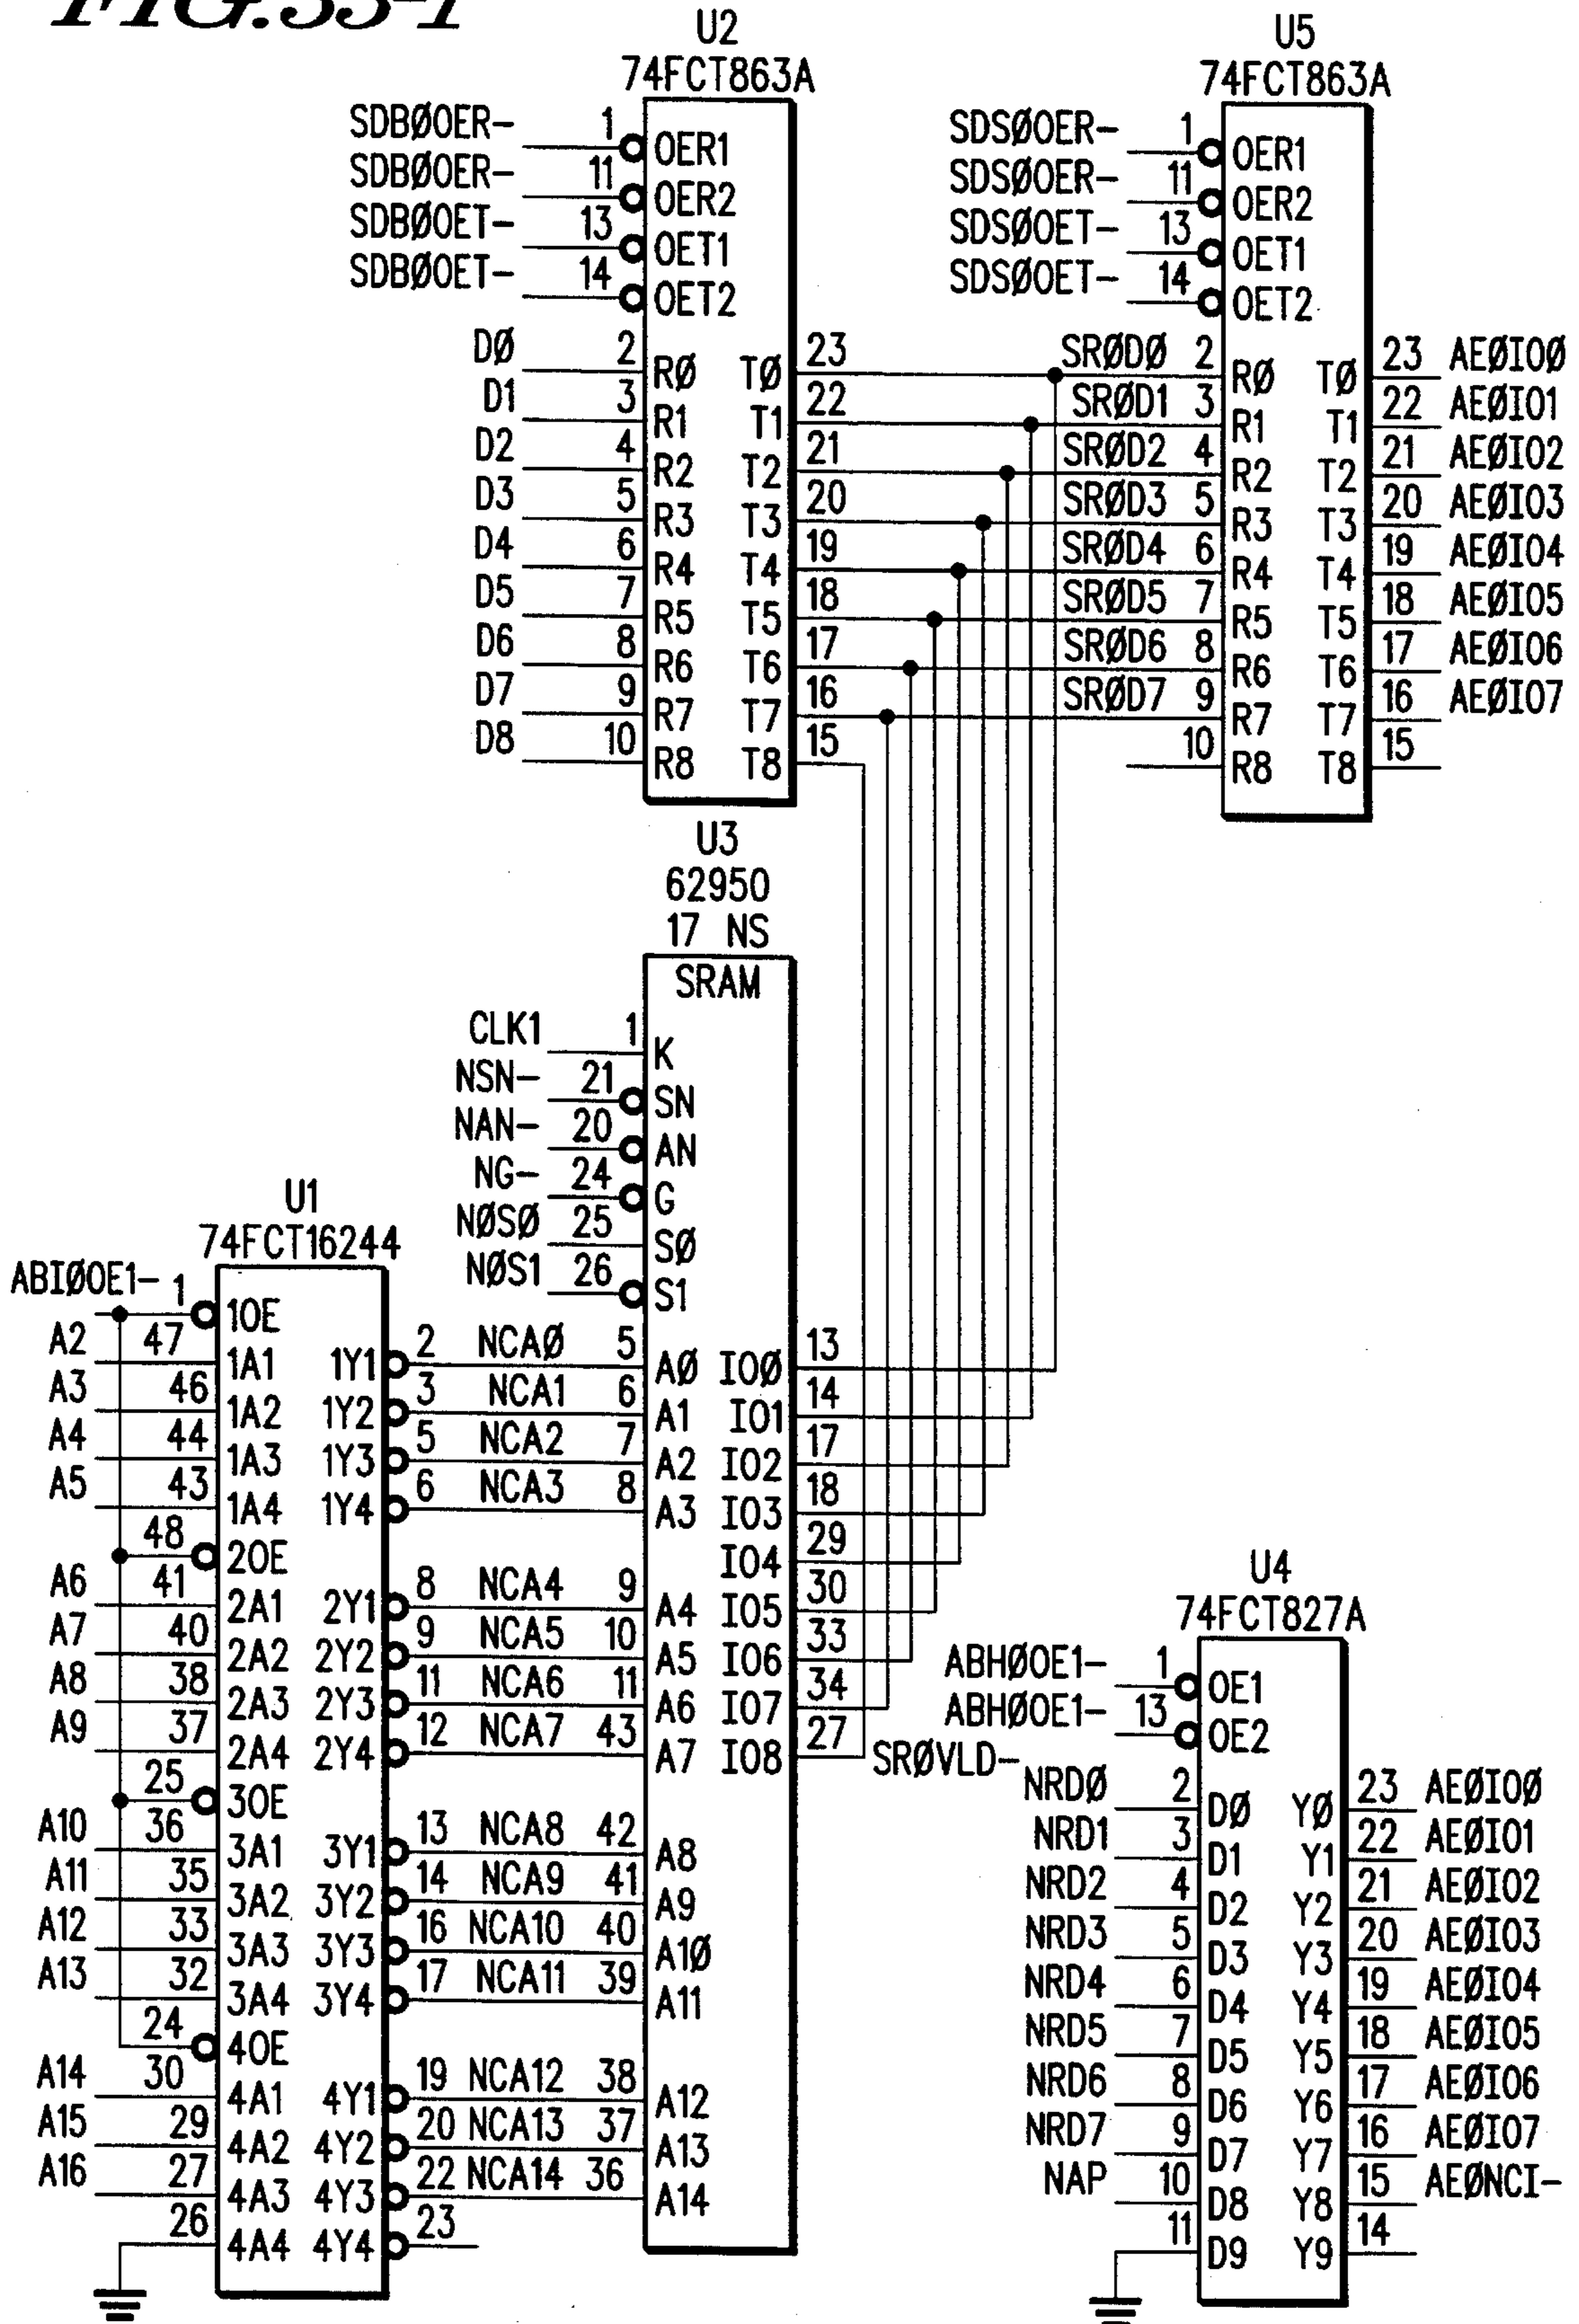 FIG.33-1
U2
74FCT863A
SDBØOER- 1 OER1
SDBØOER- 11 OER2
SDBØOET- 13 OET1
SDBØOET- 14 OET2
DØ 2 RØ TØ 23
D1 3 R1 T1 22
D2 4 R2 T2 21
D3 5 R3 T3 20
D4 6 R4 T4 19
D5 7 R5 T5 18
D6 8 R6 T6 17
D7 9 R7 T7 16
D8 10 R8 T8 15
U5
74FCT863A
SDSØOER- 1 OER1
SDSØOER- 11 OER2
SDSØOET- 13 OET1
SDSØOET- 14 OET2
SRØDØ 2 RØ TØ 23 AEØIOØ
SRØD1 3 R1 T1 22 AEØIO1
SRØD2 4 R2 T2 21 AEØIO2
SRØD3 5 R3 T3 20 AEØIO3
SRØD4 6 R4 T4 19 AEØIO4
SRØD5 7 R5 T5 18 AEØIO5
SRØD6 8 R6 T6 17 AEØIO6
SRØD7 9 R7 T7 16 AEØIO7
10 R8 T8 15
U3
62950
17 NS
SRAM
CLK1 1 K
NSN- 21 SN
NAN- 20 AN
NG- 24 G
NØSØ 25 SØ
NØS1 26 S1
U1
74FCT16244
ABIØOE1- 1 1OE
A2 47 1A1 1Y1 2 NCAØ 5 AØ IOØ 13
A3 46 1A2 1Y2 3 NCA1 6 A1 IO1 14
A4 44 1A3 1Y3 5 NCA2 7 A2 IO2 17
A5 43 1A4 1Y4 6 NCA3 8 A3 IO3 18
48 2OE IO4 29
A6 41 2A1 2Y1 8 NCA4 9 A4 IO5 30
A7 40 2A2 2Y2 9 NCA5 10 A5 IO6 33
A8 38 2A3 2Y3 11 NCA6 11 A6 IO7 34
A9 37 2A4 2Y4 12 NCA7 43 A7 IO8 27 SRØVLD-
25 3OE
A10 36 3A1 3Y1 13 NCA8 42 A8
A11 35 3A2 3Y2 14 NCA9 41 A9
A12 33 3A3 3Y3 16 NCA10 40 A1Ø
A13 32 3A4 3Y4 17 NCA11 39 A11
24 4OE
A14 30 4A1 4Y1 19 NCA12 38 A12
A15 29 4A2 4Y2 20 NCA13 37 A13
A16 27 4A3 4Y3 22 NCA14 36 A14
26 4A4 4Y4 23
U4
74FCT827A
ABHØOE1- 1 OE1
ABHØOE1- 13 OE2
NRDØ 2 DØ YØ 23 AEØIOØ
NRD1 3 D1 Y1 22 AEØIO1
NRD2 4 D2 Y2 21 AEØIO2
NRD3 5 D3 Y3 20 AEØIO3
NRD4 6 D4 Y4 19 AEØIO4
NRD5 7 D5 Y5 18 AEØIO5
NRD6 8 D6 Y6 17 AEØIO6
NRD7 9 D7 Y7 16 AEØIO7
NAP 10 D8 Y8 15 AEØNCI-
11 D9 Y9 14